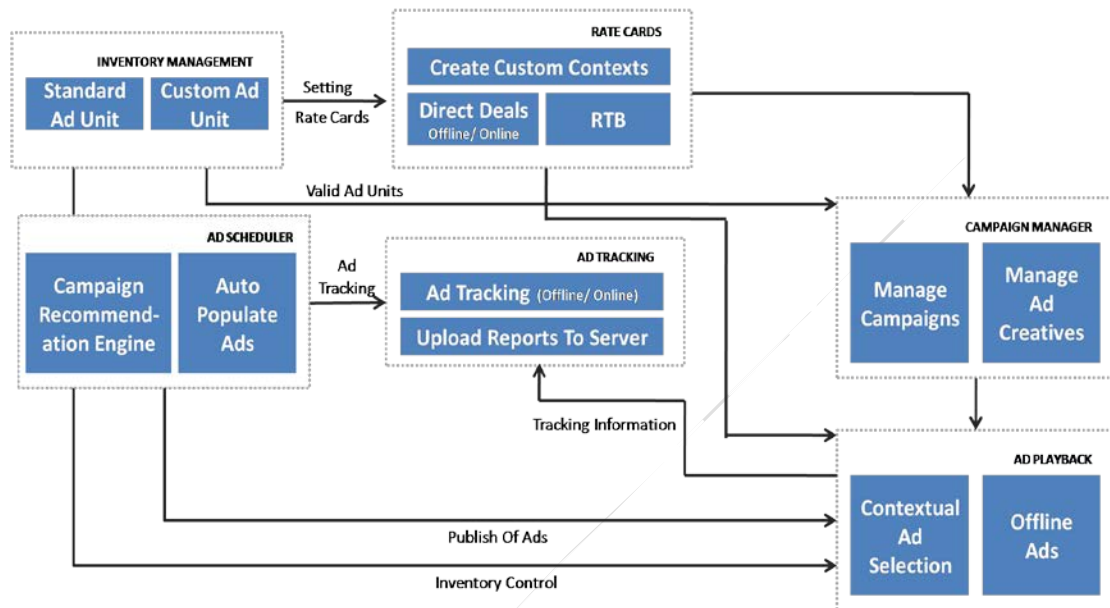 INVENTORY MANAGEMENT
Standard
Ad Unit
Custom Ad
Unit
Setting
Rate Cards
RATE CARDS
Create Custom Contexts
Direct Deals
Offline/ Online
RTB
Valid Ad Units
AD SCHEDULER
Campaign
Recommend-
ation Engine
Auto
Populate
Ads
Ad
Tracking
AD TRACKING
Ad Tracking (Offline/ Online)
Upload Reports To Server
CAMPAIGN MANAGER
Manage
Campaigns
Manage
Ad
Creatives
Tracking Information
AD PLAYBACK
Contextual
Ad
Selection
Offline
Ads
Publish Of Ads
Inventory Control